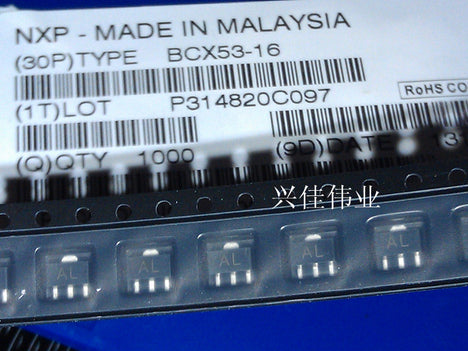 NXP - MADE IN MALAYSIA
(30P)TYPE BCX53-16
(1T)LOT P314820C097
RoHS CO
(Q)QTY 1000
(9D)DATE 13
兴佳伟业
AL AL AL AL AL